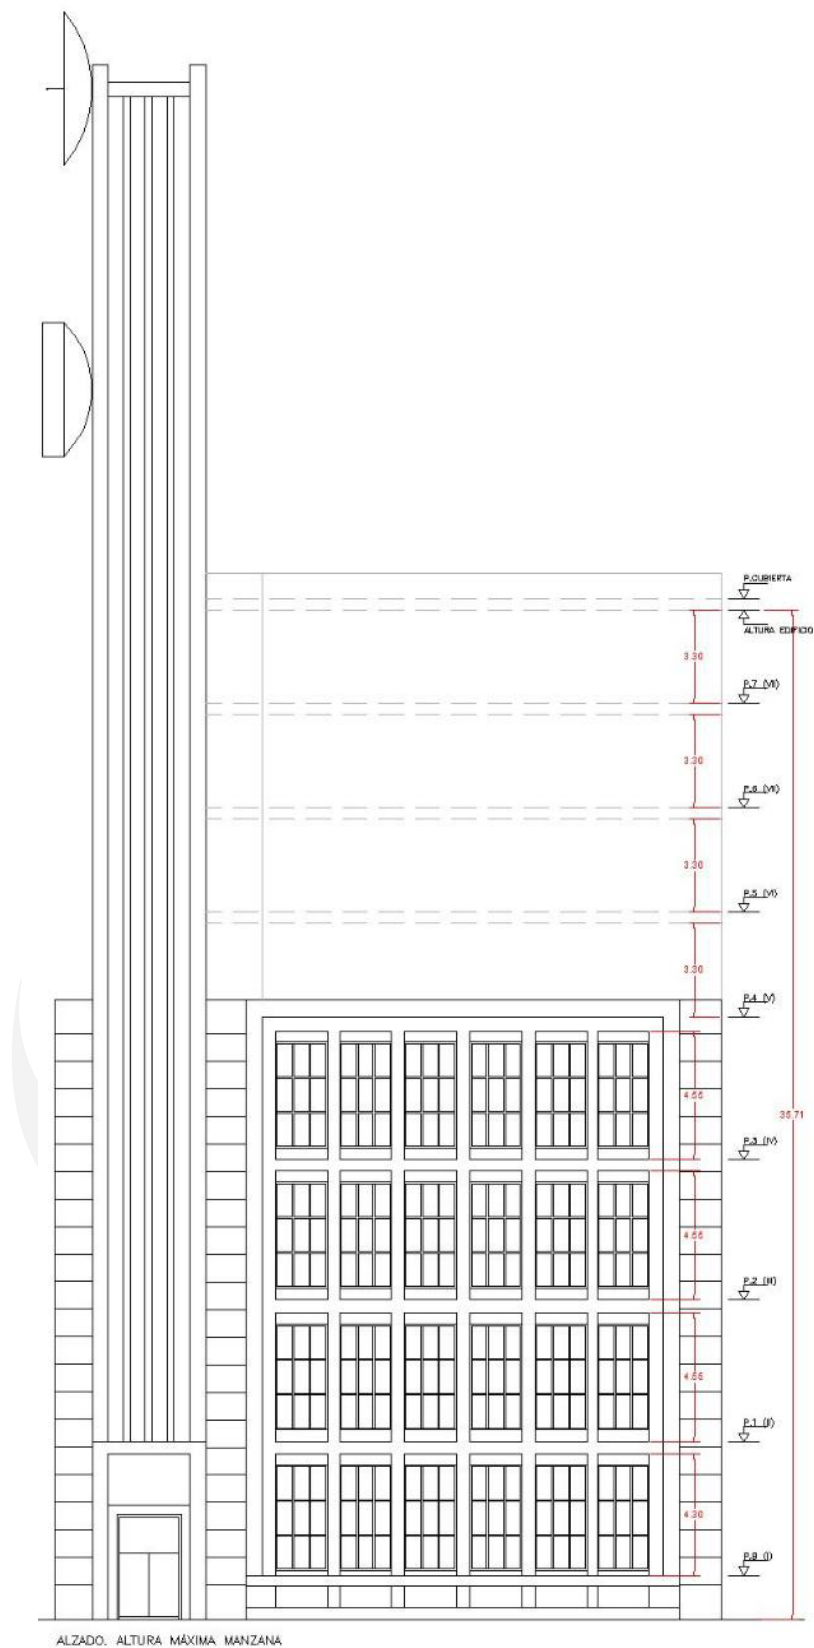 P.CUBIERTA
ALTURA EDIFICIO
3.30
P.7 (VIII)
3.30
P.6 (VII)
3.30
P.5 (VI)
3.30
P.4 (V)
4.55
35.71
P.3 (IV)
4.55
P.2 (III)
4.55
P.1 (II)
4.30
(I)
ALZADO. ALTURA MÁXIMA MANZANA